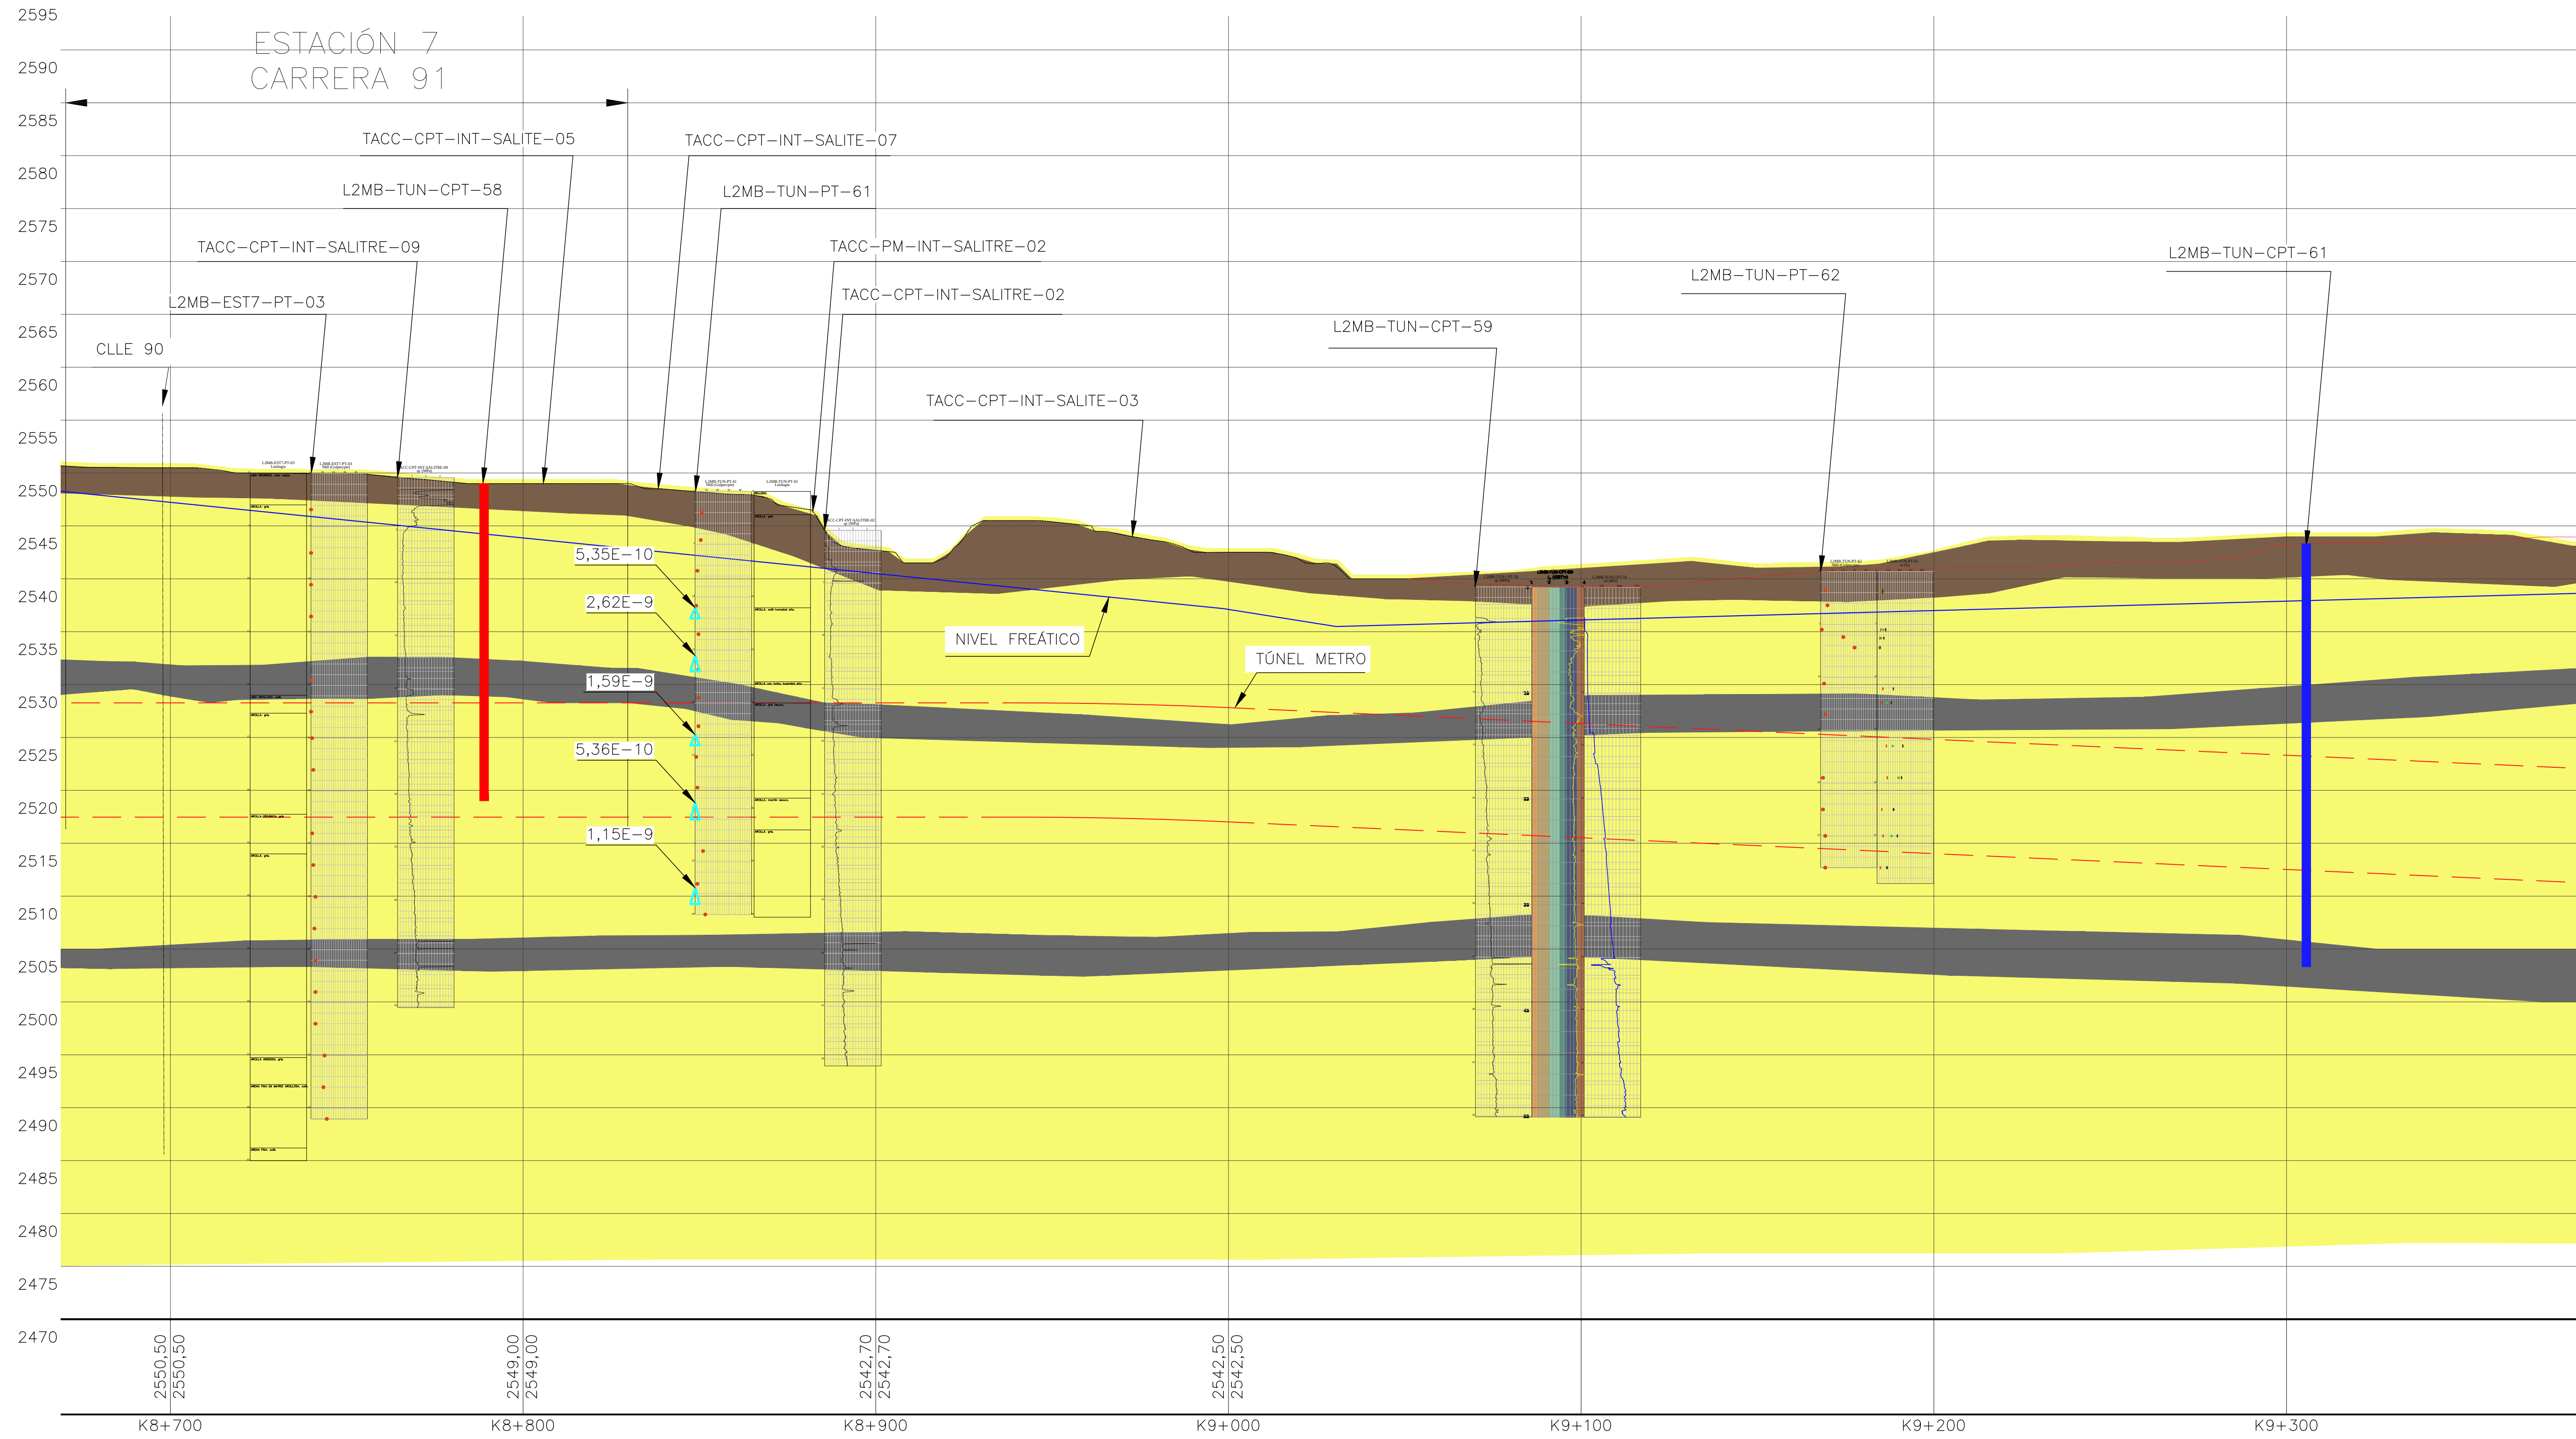 ESTACIÓN 7
CARRERA 91
2595
2590
2585
2580
2575
2570
2565
2560
2555
2550
2545
2540
2535
2530
2525
2520
2515
2510
2505
2500
2495
2490
2485
2480
2475
2470
TACC-CPT-INT-SALITE-05
TACC-CPT-INT-SALITE-07
L2MB-TUN-CPT-58
L2MB-TUN-PT-61
TACC-CPT-INT-SALITRE-09
TACC-PM-INT-SALITRE-02
L2MB-TUN-CPT-61
L2MB-TUN-PT-62
L2MB-EST7-PT-03
TACC-CPT-INT-SALITRE-02
L2MB-TUN-CPT-59
CLLE 90
TACC-CPT-INT-SALITE-03
5,35E-10
2,62E-9
1,59E-9
5,36E-10
1,15E-9
NIVEL FREÁTICO
TÚNEL METRO
2550,50
2550,50
2549,00
2549,00
2542,70
2542,70
2542,50
2542,50
K8+700
K8+800
K8+900
K9+000
K9+100
K9+200
K9+300